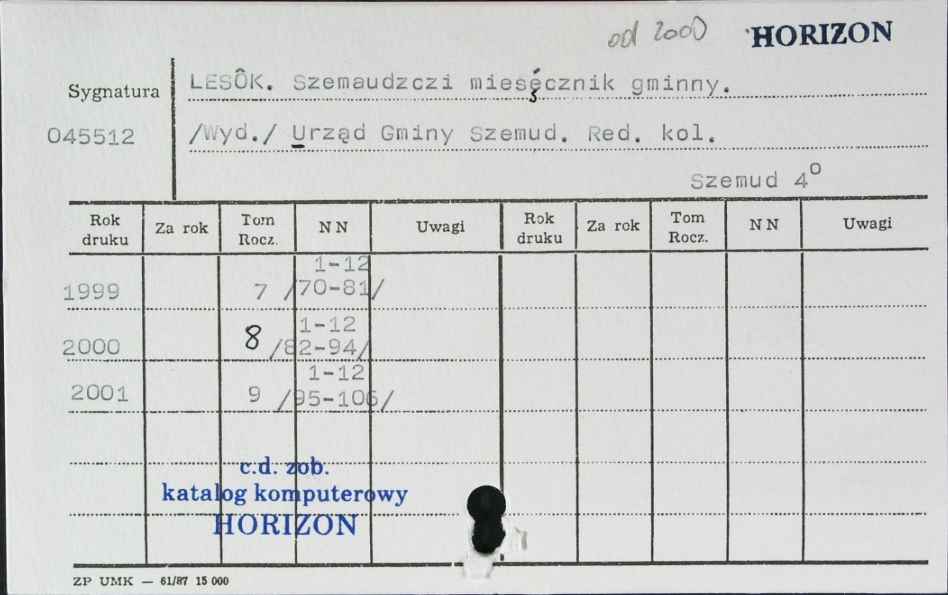 od 2000 HORIZON
Sygnatura LESÔK. Szemaudzczi miesęcznik gminny.
045512 /Wyd./ Urząd Gminy Szemud. Red. kol.
Szemud 4°
Rok druku Za rok Tom Rocz. NN Uwagi Rok druku Za rok Tom Rocz. NN Uwagi
1-12
1999 7 /70-81/
1-12
2000 8 /82-94/
1-12
2001 9 /95-106/
c.d. zob.
katalog komputerowy
HORIZON
ZP UMK — 61/87 15 000